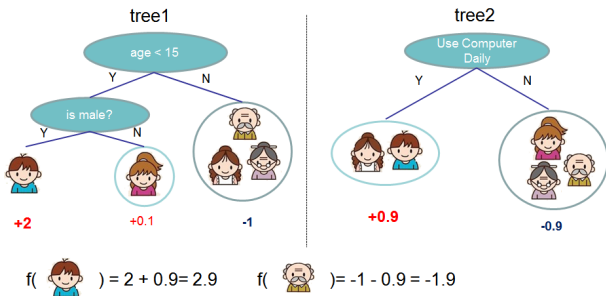 tree1
tree2
age < 15
Use Computer
Daily
Y
N
Y
N
is male?
Y
N
+2
+0.1
-1
+0.9
-0.9
f( ) = 2 + 0.9= 2.9
f( )= -1 - 0.9 = -1.9